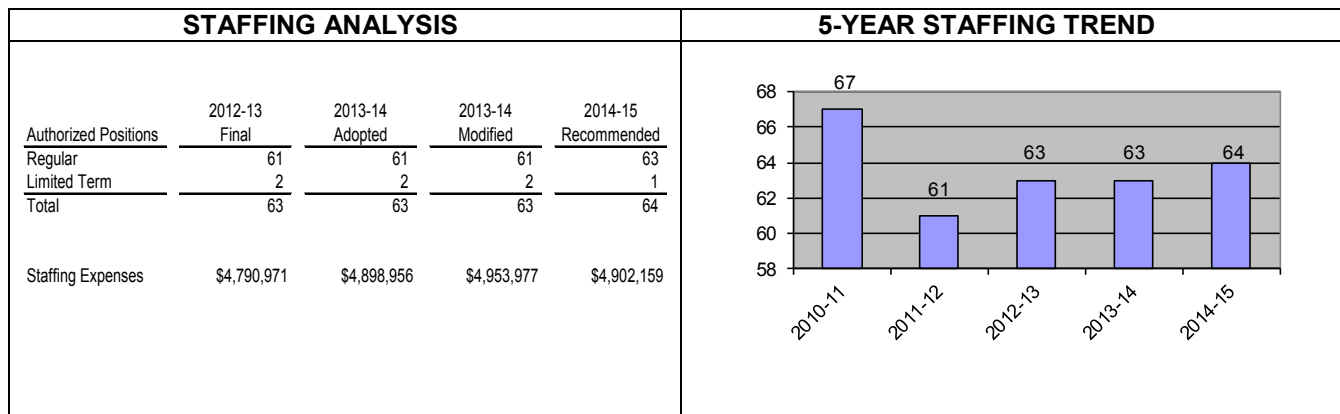 STAFFING ANALYSIS
5-YEAR STAFFING TREND
2012-13 2013-14 2013-14 2014-15
Authorized Positions Final Adopted Modified Recommended
Regular 61 61 61 63
Limited Term 2 2 2 1
Total 63 63 63 64
Staffing Expenses $4,790,971 $4,898,956 $4,953,977 $4,902,159
68
66
64
62
60
58
67
61
63
63
64
2010-11
2011-12
2012-13
2013-14
2014-15